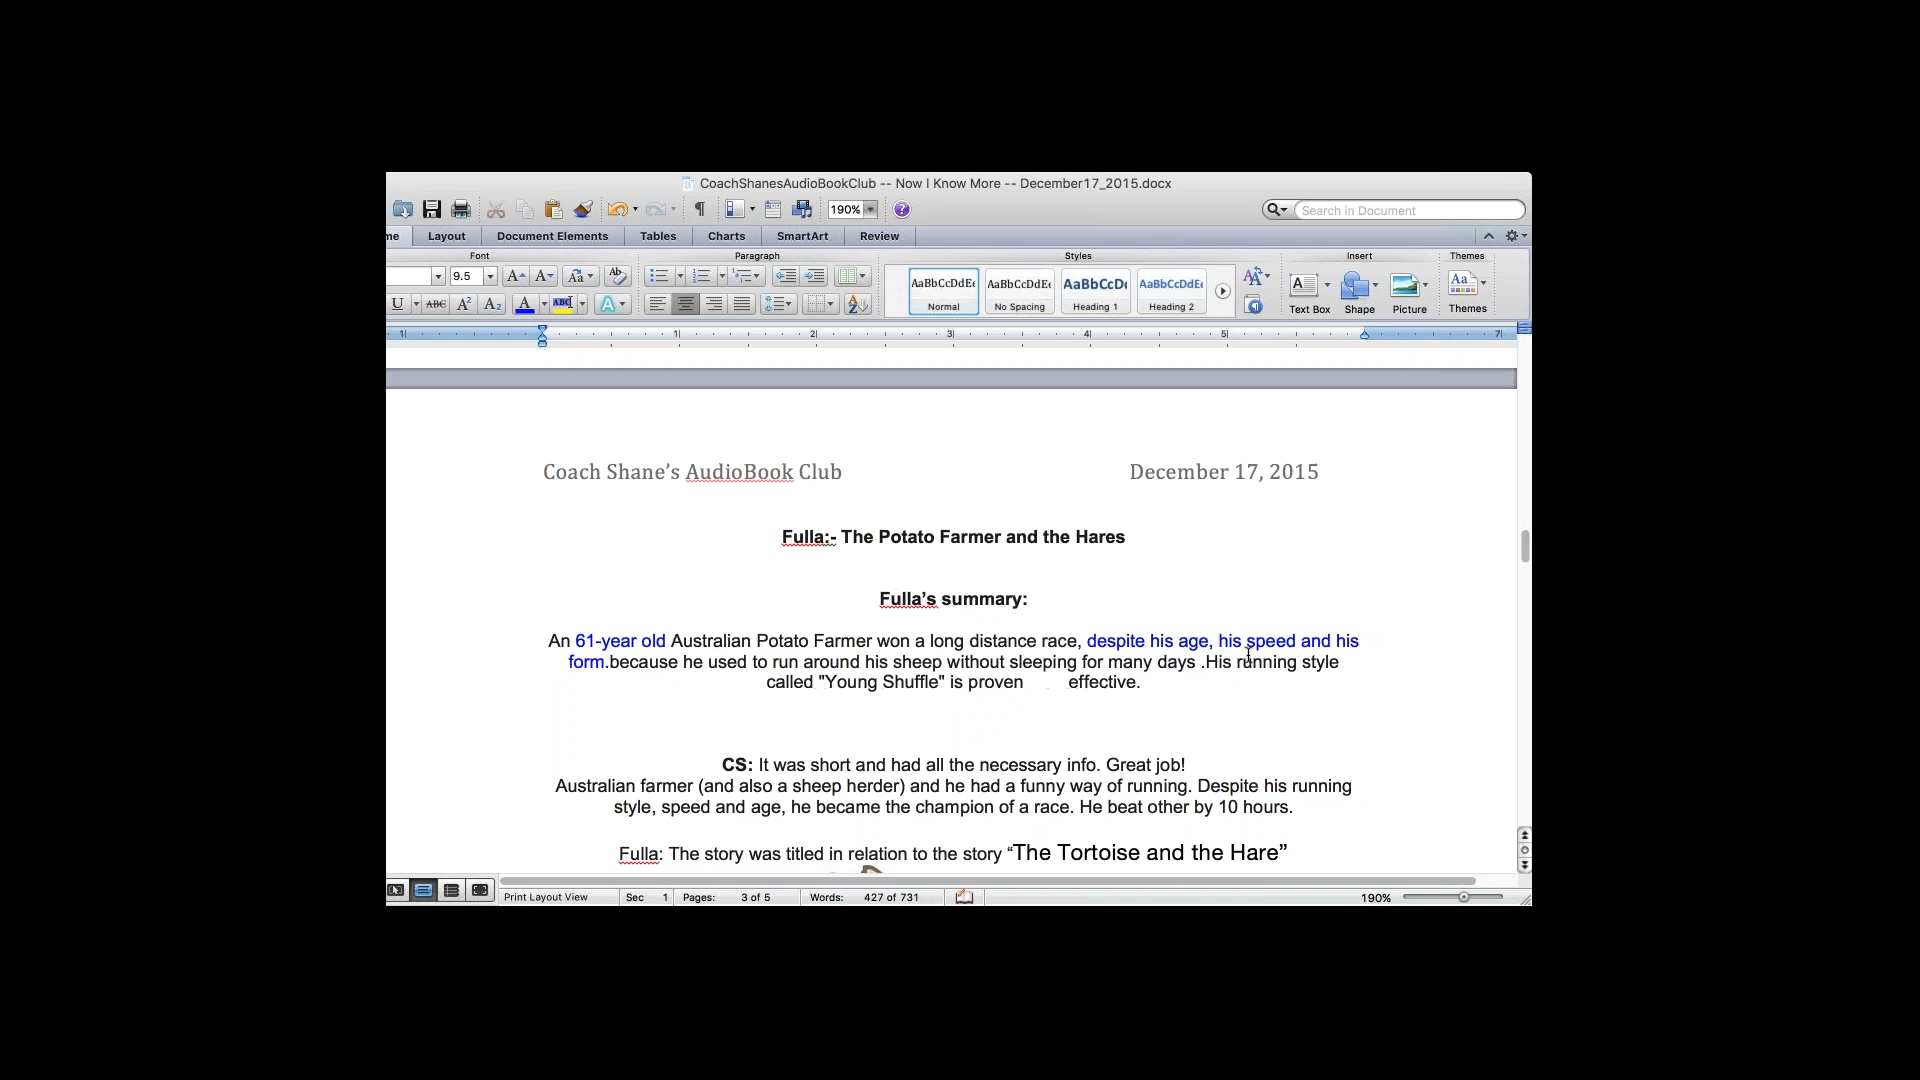 CoachShanesAudioBookClub -- Now I Know More -- December17_2015.docx
190%
Search in Document
me Layout Document Elements Tables Charts SmartArt Review
Font Paragraph Styles Insert Themes
9.5
AaBbCcDdEe AaBbCcDdEe AaBbCcDc AaBbCcDdEe
Normal No Spacing Heading 1 Heading 2
Text Box Shape Picture Themes
1 1 2 3 4 5 7
Coach Shane's AudioBook Club December 17, 2015
Fulla:- The Potato Farmer and the Hares
Fulla's summary:
An 61-year old Australian Potato Farmer won a long distance race, despite his age, his speed and his
form.because he used to run around his sheep without sleeping for many days .His running style
called "Young Shuffle" is proven effective.
CS: It was short and had all the necessary info. Great job!
Australian farmer (and also a sheep herder) and he had a funny way of running. Despite his running
style, speed and age, he became the champion of a race. He beat other by 10 hours.
Fulla: The story was titled in relation to the story “The Tortoise and the Hare”
Print Layout View Sec 1 Pages: 3 of 5 Words: 427 of 731 190%